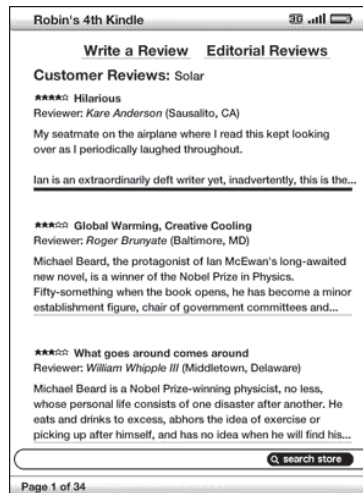 Robin's 4th Kindle 3G
Write a Review Editorial Reviews
Customer Reviews: Solar
Hilarious
Reviewer: Kare Anderson (Sausalito, CA)
My seatmate on the airplane where I read this kept looking
over as I periodically laughed throughout.
Ian is an extraordinarily deft writer yet, inadvertently, this is the...
Global Warming, Creative Cooling
Reviewer: Roger Brunyate (Baltimore, MD)
Michael Beard, the protagonist of Ian McEwan's long-awaited
new novel, is a winner of the Nobel Prize in Physics.
Fifty-something when the book opens, he has become a minor
establishment figure, chair of government committees and...
What goes around comes around
Reviewer: William Whipple III (Middletown, Delaware)
Michael Beard is a Nobel Prize-winning physicist, no less,
whose personal life consists of one disaster after another. He
eats and drinks to excess, abhors the idea of exercise or
picking up after himself, and has no idea when he will find his...
search store
Page 1 of 34